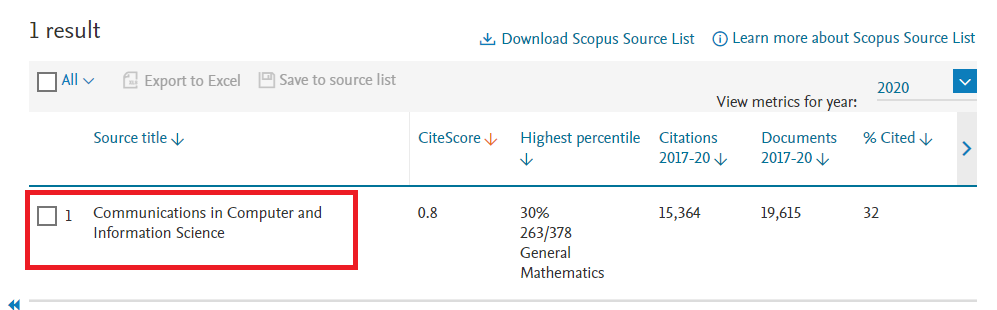 1 result
Download Scopus Source List
Learn more about Scopus Source List
All
Export to Excel
Save to source list
View metrics for year:
2020
Source title
CiteScore
Highest percentile
Citations
2017-20
Documents
2017-20
% Cited
1
Communications in Computer and
Information Science
0.8
30%
263/378
General
Mathematics
15,364
19,615
32